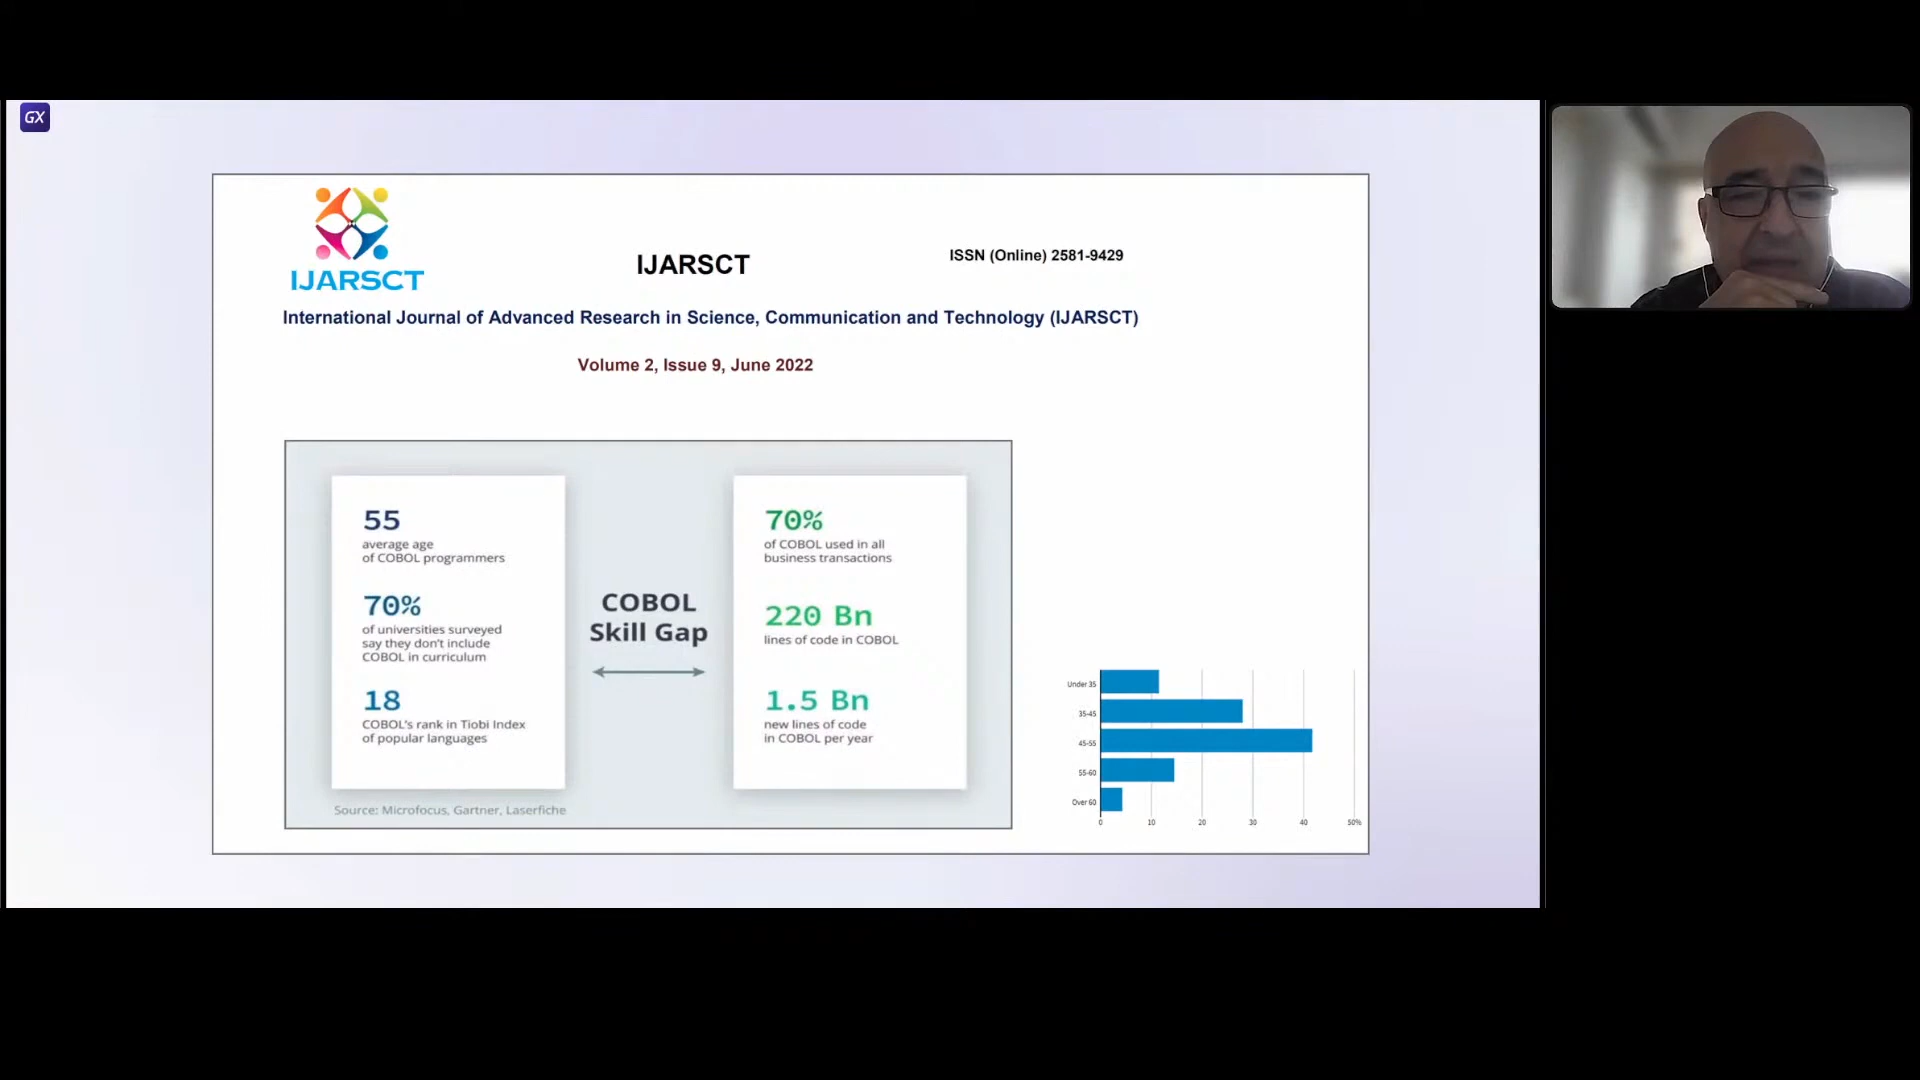 GX
IJARSCT
IJARSCT
ISSN (Online) 2581-9429
International Journal of Advanced Research in Science, Communication and Technology (IJARSCT)
Volume 2, Issue 9, June 2022
55
average age
of COBOL programmers
70%
of universities surveyed
say they don't include
COBOL in curriculum
18
COBOL's rank in Tiobi Index
of popular languages
COBOL
Skill Gap
70%
of COBOL used in all
business transactions
220 Bn
lines of code in COBOL
1.5 Bn
new lines of code
in COBOL per year
Source: Microfocus, Gartner, Laserfiche
Under 35
35-45
45-55
55-60
Over 60
0 10 20 30 40 50%